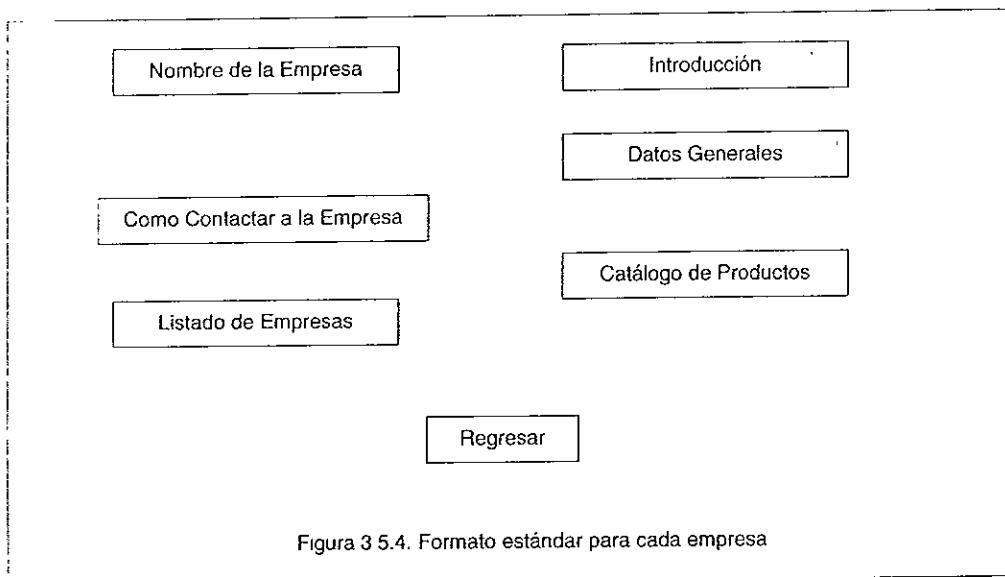 Nombre de la Empresa
Introducción
Datos Generales
Como Contactar a la Empresa
Catálogo de Productos
Listado de Empresas
Regresar
Figura 3 5.4. Formato estándar para cada empresa